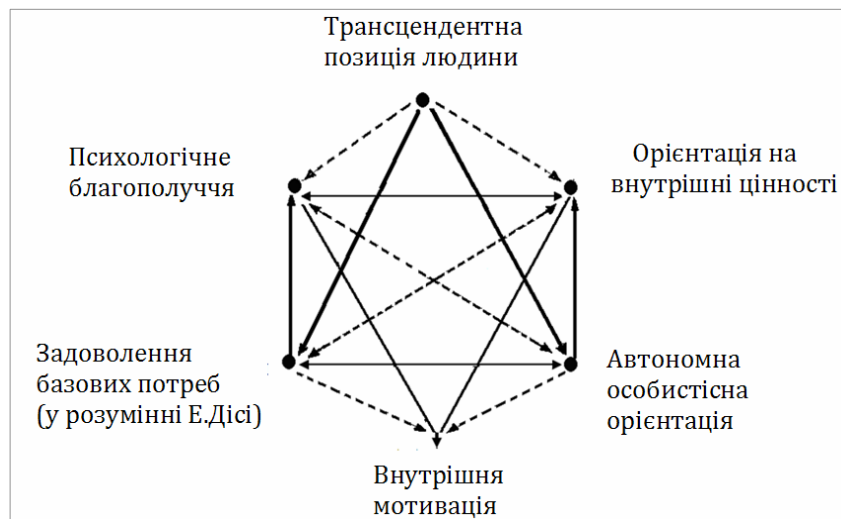 Трансцендентна
позиція людини
Психологічне
благополуччя
Орієнтація на
внутрішні цінності
Задоволення
базових потреб
(у розумінні Е.Дісі)
Автономна
особистісна
орієнтація
Внутрішня
мотивація